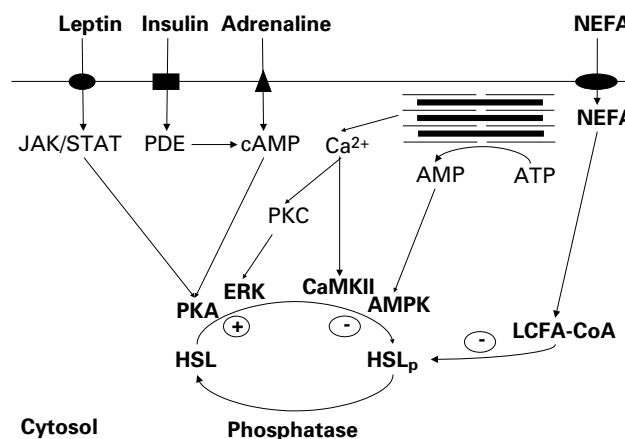 Leptin Insulin Adrenaline NEFA
NEFA
JAK/STAT PDE cAMP Ca²⁺
AMP ATP
PKC
ERK CaMKII
PKA AMPK
+ - - LCFA-CoA
HSL HSLₚ
Cytosol Phosphatase